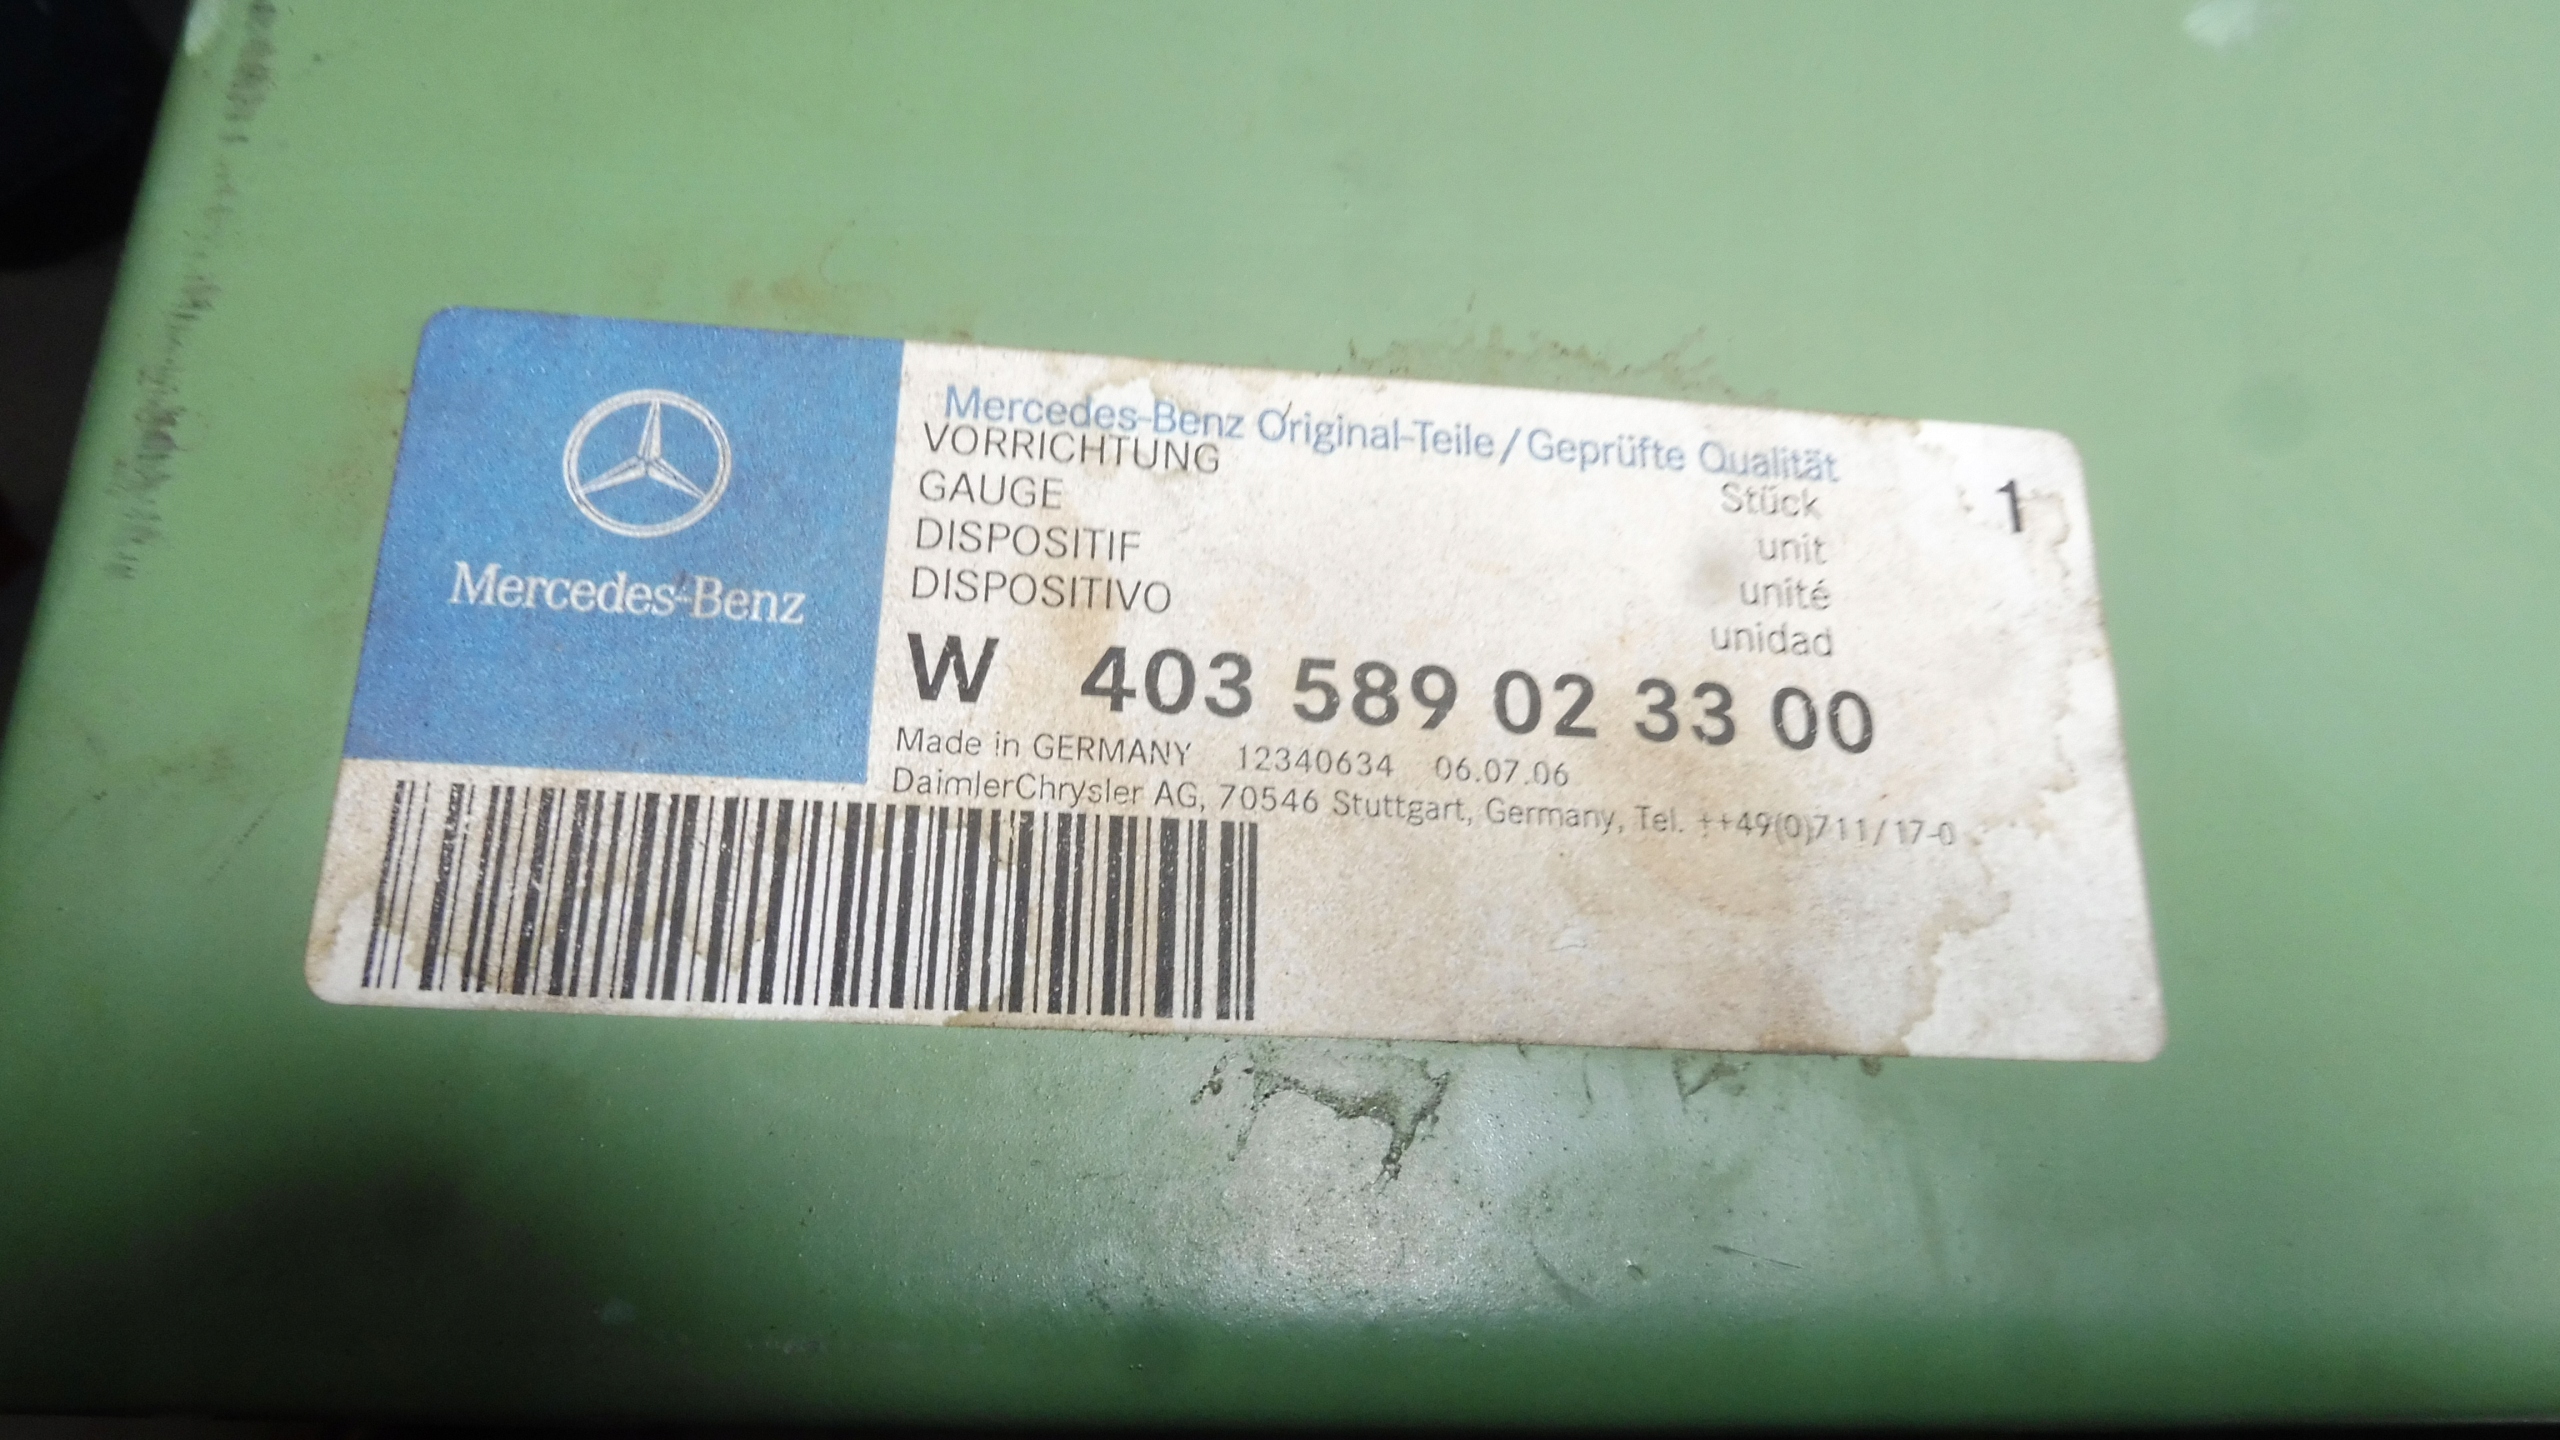 Mercedes-Benz
Mercedes-Benz Original-Teile/Geprüfte Qualität
VORRICHTUNG
GAUGE
DISPOSITIF
DISPOSITIVO
Stück 1
unit
unité
unidad
W 403 589 02 33 00
Made in GERMANY 12340634 06.07.06
DaimlerChrysler AG, 70546 Stuttgart, Germany, Tel. ++49(0)711/17-0